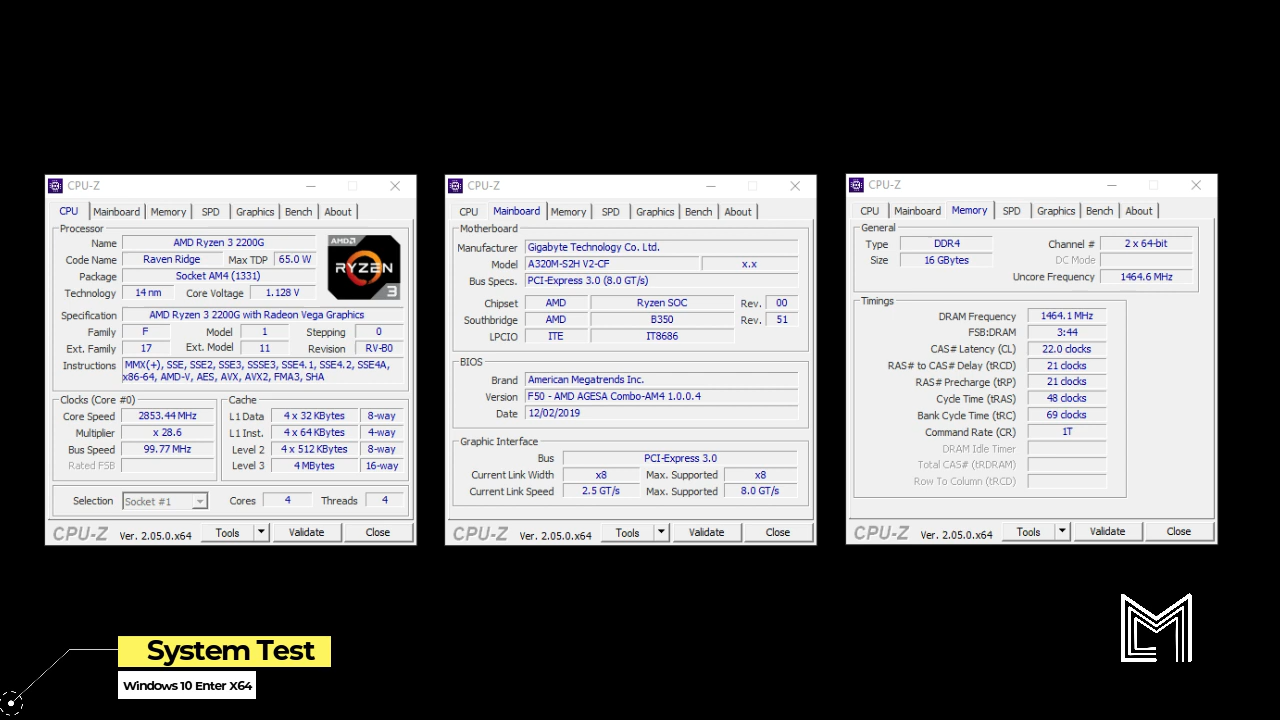 CPU-Z
CPU Mainboard Memory SPD Graphics Bench About
Processor
Name AMD Ryzen 3 2200G
Code Name Raven Ridge Max TDP 65.0 W
Package Socket AM4 (1331)
Technology 14 nm Core Voltage 1.128 V
AMD
RYZEN
3
Specification AMD Ryzen 3 2200G with Radeon Vega Graphics
Family F Model 1 Stepping 0
Ext. Family 17 Ext. Model 11 Revision RV-B0
Instructions MMX(+), SSE, SSE2, SSE3, SSSE3, SSE4.1, SSE4.2, SSE4A,
x86-64, AMD-V, AES, AVX, AVX2, FMA3, SHA
Clocks (Core #0)
Core Speed 2853.44 MHz
Multiplier x 28.6
Bus Speed 99.77 MHz
Rated FSB
Cache
L1 Data 4 x 32 KBytes 8-way
L1 Inst. 4 x 64 KBytes 4-way
Level 2 4 x 512 KBytes 8-way
Level 3 4 MBytes 16-way
Selection Socket #1 Cores 4 Threads 4
CPU-Z Ver. 2.05.0.x64 Tools Validate Close
CPU-Z
CPU Mainboard Memory SPD Graphics Bench About
Motherboard
Manufacturer Gigabyte Technology Co. Ltd.
Model A320M-S2H V2-CF x.x
Bus Specs. PCI-Express 3.0 (8.0 GT/s)
Chipset AMD Ryzen SOC Rev. 00
Southbridge AMD B350 Rev. 51
LPCIO ITE IT8686
BIOS
Brand American Megatrends Inc.
Version F50 - AMD AGESA Combo-AM4 1.0.0.4
Date 12/02/2019
Graphic Interface
Bus PCI-Express 3.0
Current Link Width x8 Max. Supported x8
Current Link Speed 2.5 GT/s Max. Supported 8.0 GT/s
CPU-Z Ver. 2.05.0.x64 Tools Validate Close
CPU-Z
CPU Mainboard Memory SPD Graphics Bench About
General
Type DDR4 Channel # 2 x 64-bit
Size 16 GBytes DC Mode
Uncore Frequency 1464.6 MHz
Timings
DRAM Frequency 1464.1 MHz
FSB:DRAM 3:44
CAS# Latency (CL) 22.0 clocks
RAS# to CAS# Delay (tRCD) 21 clocks
RAS# Precharge (tRP) 21 clocks
Cycle Time (tRAS) 48 clocks
Bank Cycle Time (tRC) 69 clocks
Command Rate (CR) 1T
DRAM Idle Timer
Total CAS# (tRDRAM)
Row To Column (tRCD)
CPU-Z Ver. 2.05.0.x64 Tools Validate Close
System Test
Windows 10 Enter X64